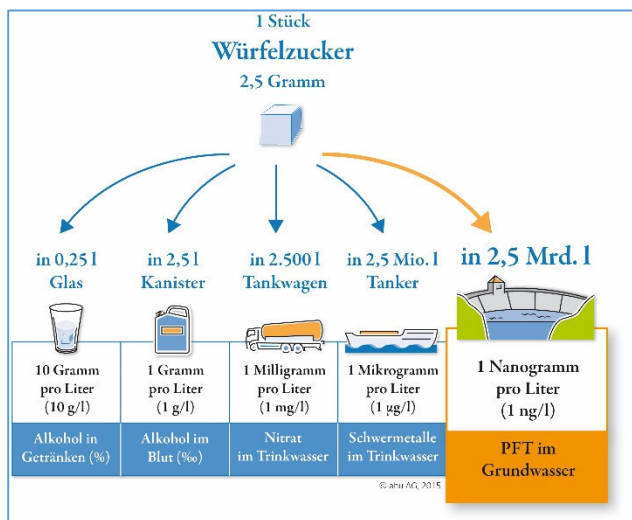 1 Stück
Würfelzucker
2,5 Gramm
in 0,25 l
Glas
in 2,5 l
Kanister
in 2.500 l
Tankwagen
in 2,5 Mio. l
Tanker
in 2,5 Mrd. l
10 Gramm
pro Liter
(10 g/l)
1 Gramm
pro Liter
(1 g/l)
1 Milligramm
pro Liter
(1 mg/l)
1 Mikrogramm
pro Liter
(1 µg/l)
1 Nanogramm
pro Liter
(1 ng/l)
Alkohol in
Getränken (%)
Alkohol im
Blut (‰)
Nitrat
im Trinkwasser
Schwermetalle
im Trinkwasser
PFT im
Grundwasser
© ahu AG, 2015